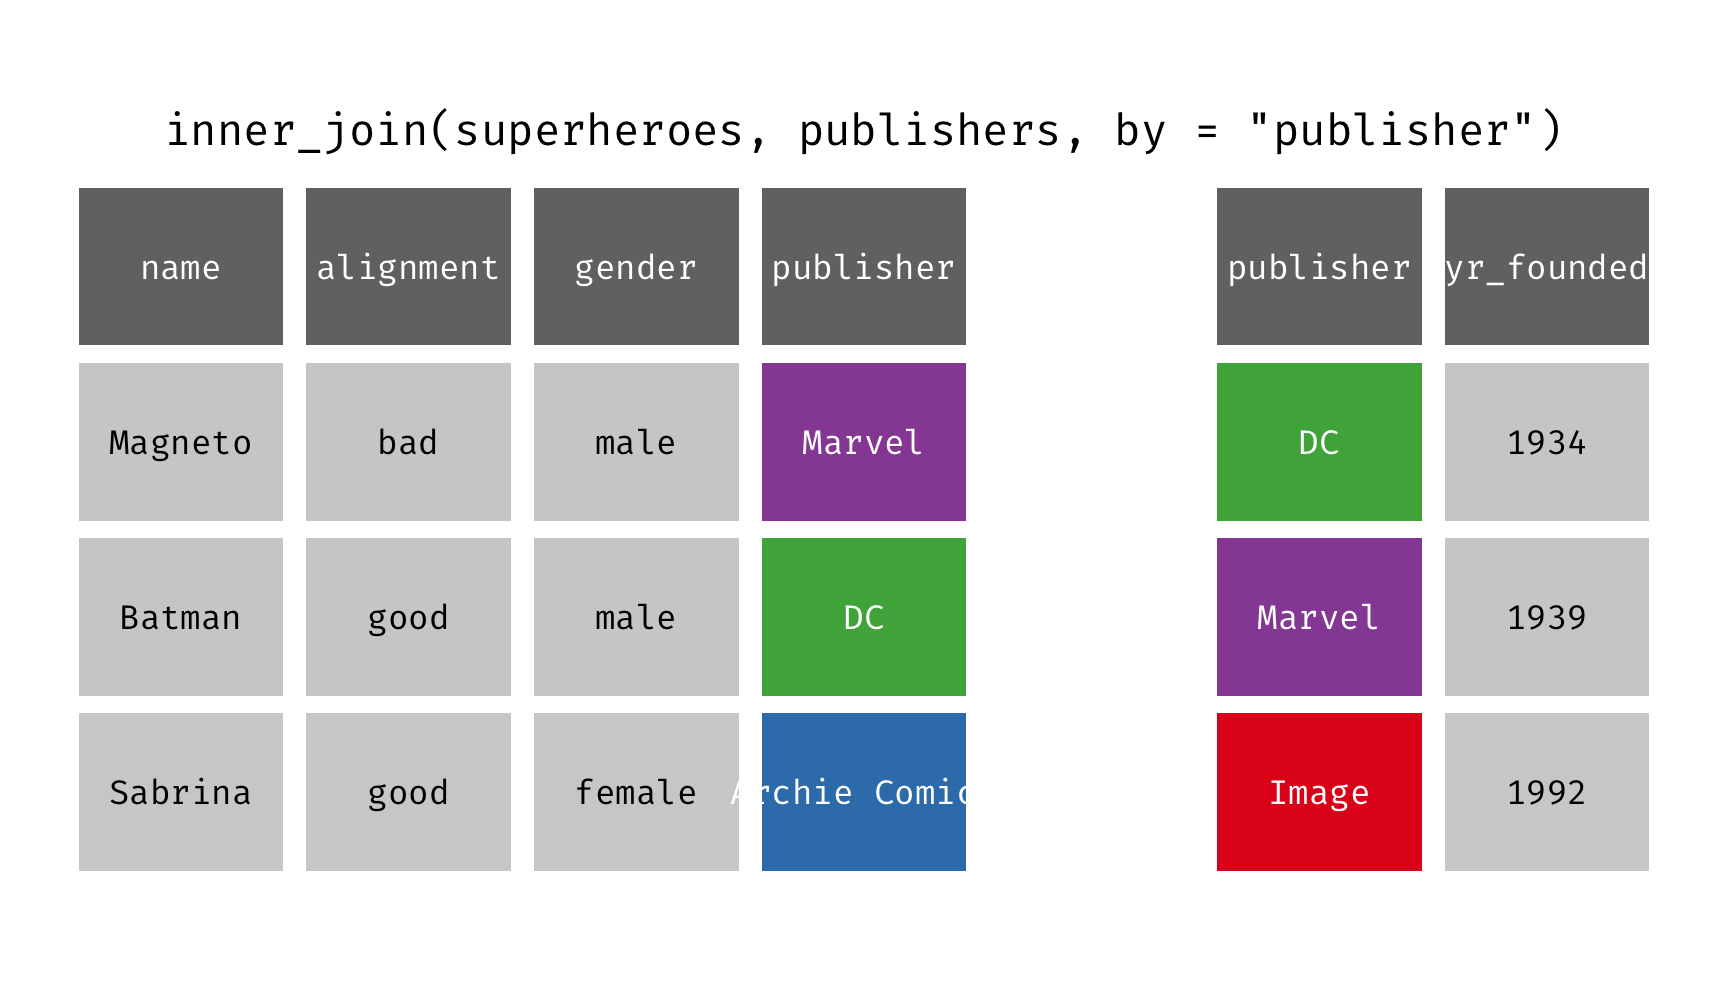 inner_join(superheroes, publishers, by = "publisher")
name alignment gender publisher publisher yr_founded
Magneto bad male Marvel DC 1934
Batman good male DC Marvel 1939
Sabrina good female Archie Comic Image 1992